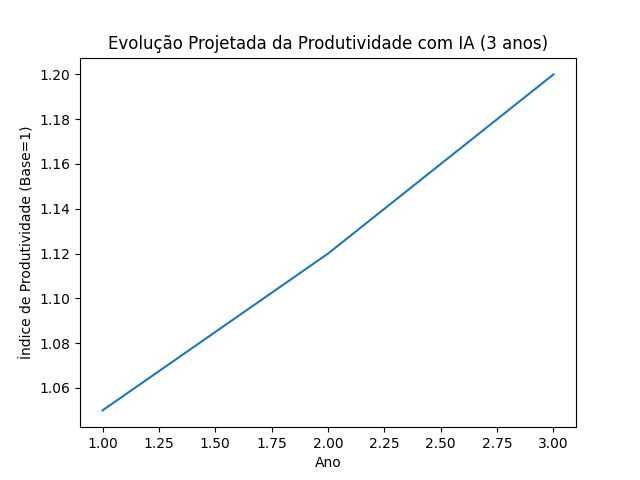 Evolução Projetada da Produtividade com IA (3 anos)
Índice de Produtividade (Base=1)
1.20
1.18
1.16
1.14
1.12
1.10
1.08
1.06
1.00 1.25 1.50 1.75 2.00 2.25 2.50 2.75 3.00
Ano